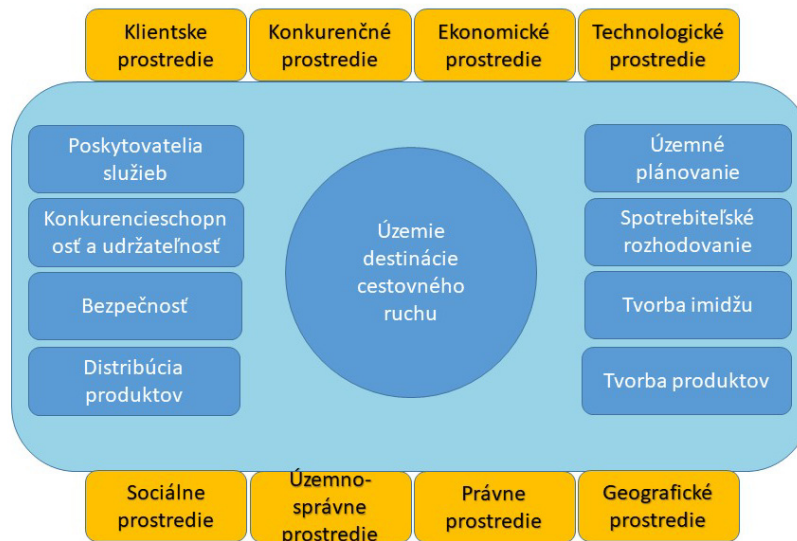 Klientske
prostredie
Konkurenčné
prostredie
Ekonomické
prostredie
Technologické
prostredie
Poskytovatelia
služieb
Konkurencieschopn
osť a udržateľnosť
Bezpečnosť
Distribúcia
produktov
Územie
destinácie
cestovného
ruchu
Územné
plánovanie
Spotrebiteľské
rozhodovanie
Tvorba imidžu
Tvorba produktov
Sociálne
prostredie
Územno-
správne
prostredie
Právne
prostredie
Geografické
prostredie